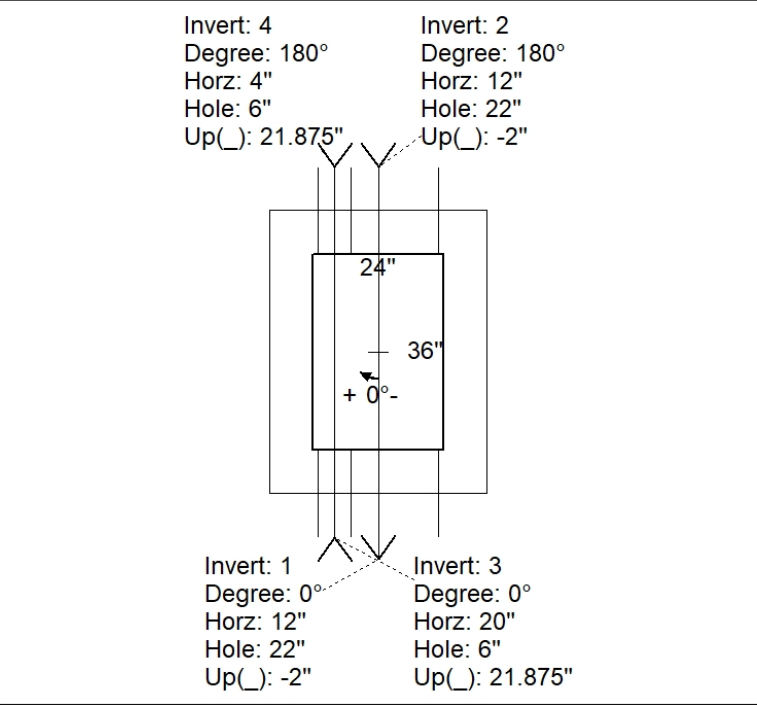 Invert: 4
Degree: 180°
Horz: 4"
Hole: 6"
Up(_): 21.875"
Invert: 2
Degree: 180°
Horz: 12"
Hole: 22"
Up(_): -2"
24"
36"
+ 0°-
Invert: 1
Degree: 0°
Horz: 12"
Hole: 22"
Up(_): -2"
Invert: 3
Degree: 0°
Horz: 20"
Hole: 6"
Up(_): 21.875"